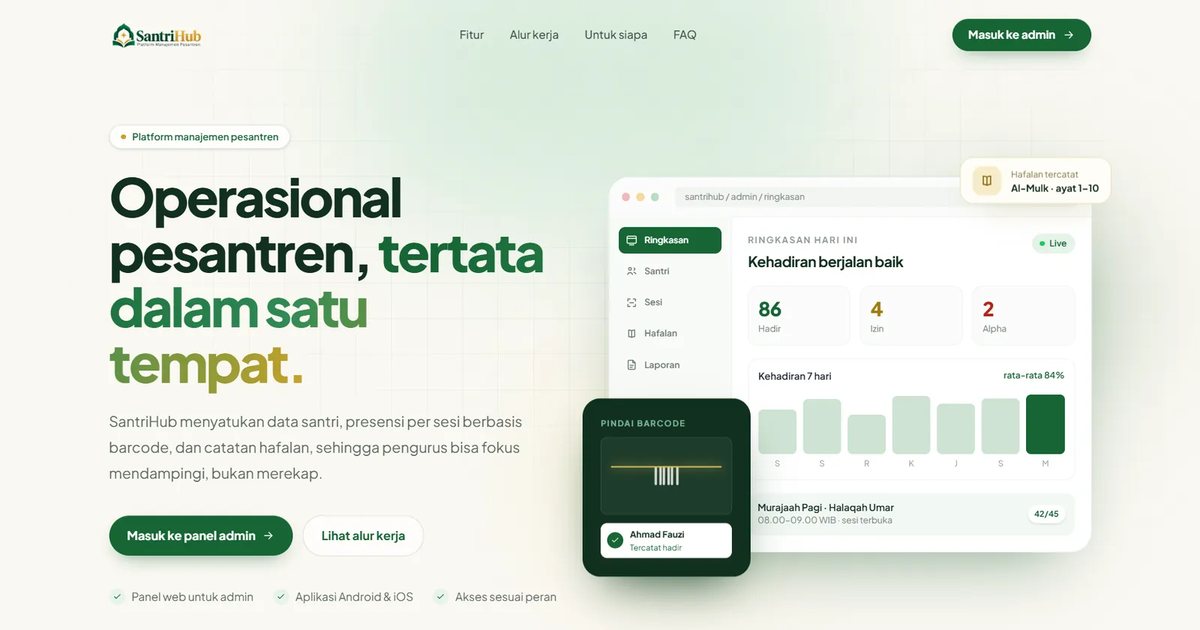 SantriHub
Platform Manajemen Pesantren
Fitur
Alur kerja
Untuk siapa
FAQ
Masuk ke admin →
Platform manajemen pesantren
Operasional
pesantren, tertata
dalam satu
tempat.
SantriHub menyatukan data santri, presensi per sesi berbasis
barcode, dan catatan hafalan, sehingga pengurus bisa fokus
mendampingi, bukan merekap.
Masuk ke panel admin →
Lihat alur kerja
Panel web untuk admin
Aplikasi Android & iOS
Akses sesuai peran
santrihub / admin / ringkasan
Hafalan tercatat
Al-Mulk · ayat 1–10
Ringkasan
Santri
Sesi
Hafalan
Laporan
RINGKASAN HARI INI
Live
Kehadiran berjalan baik
86
Hadir
4
Izin
2
Alpha
Kehadiran 7 hari
rata-rata 84%
S
S
R
K
J
S
M
Murajaah Pagi · Halaqah Umar
08.00–09.00 WIB · sesi terbuka
42/45
PINDAI BARCODE
Ahmad Fauzi
Tercatat hadir